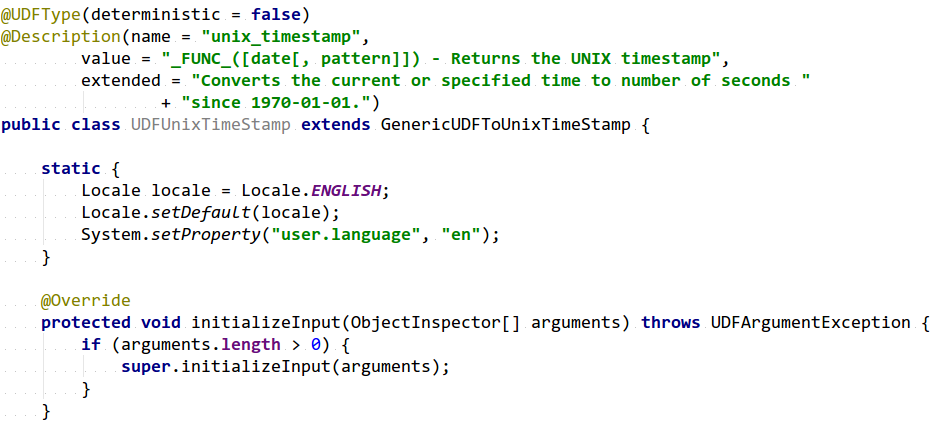 @UDFType(deterministic = false)
@Description(name = "unix_timestamp",
        value = "_FUNC_([date[, pattern]]) - Returns the UNIX timestamp",
        extended = "Converts the current or specified time to number of seconds "
                + "since 1970-01-01.")
public class UDFUnixTimeStamp extends GenericUDFToUnixTimeStamp {

    static {
        Locale locale = Locale.ENGLISH;
        Locale.setDefault(locale);
        System.setProperty("user.language", "en");
    }

    @Override
    protected void initializeInput(ObjectInspector[] arguments) throws UDFArgumentException {
        if (arguments.length > 0) {
            super.initializeInput(arguments);
        }
    }